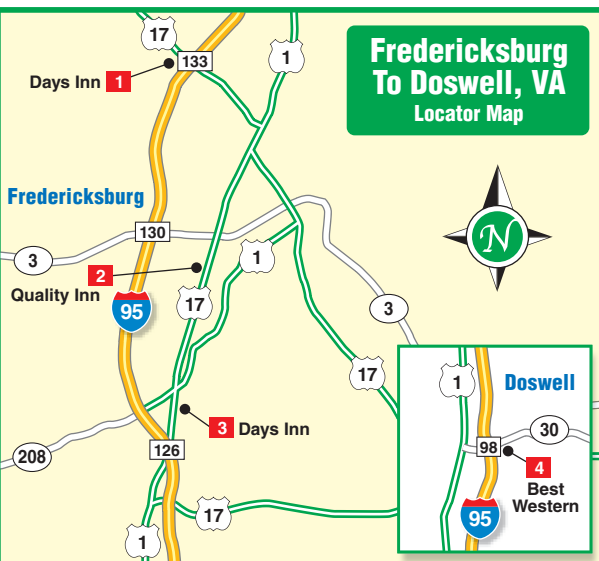 Fredericksburg
To Doswell, VA
Locator Map
17
1
133
Days Inn 1
Fredericksburg
N
130
3
1
2
Quality Inn
17
95
3
17
1
Doswell
3 Days Inn
30
98
208
126
4
Best
Western
17
95
1